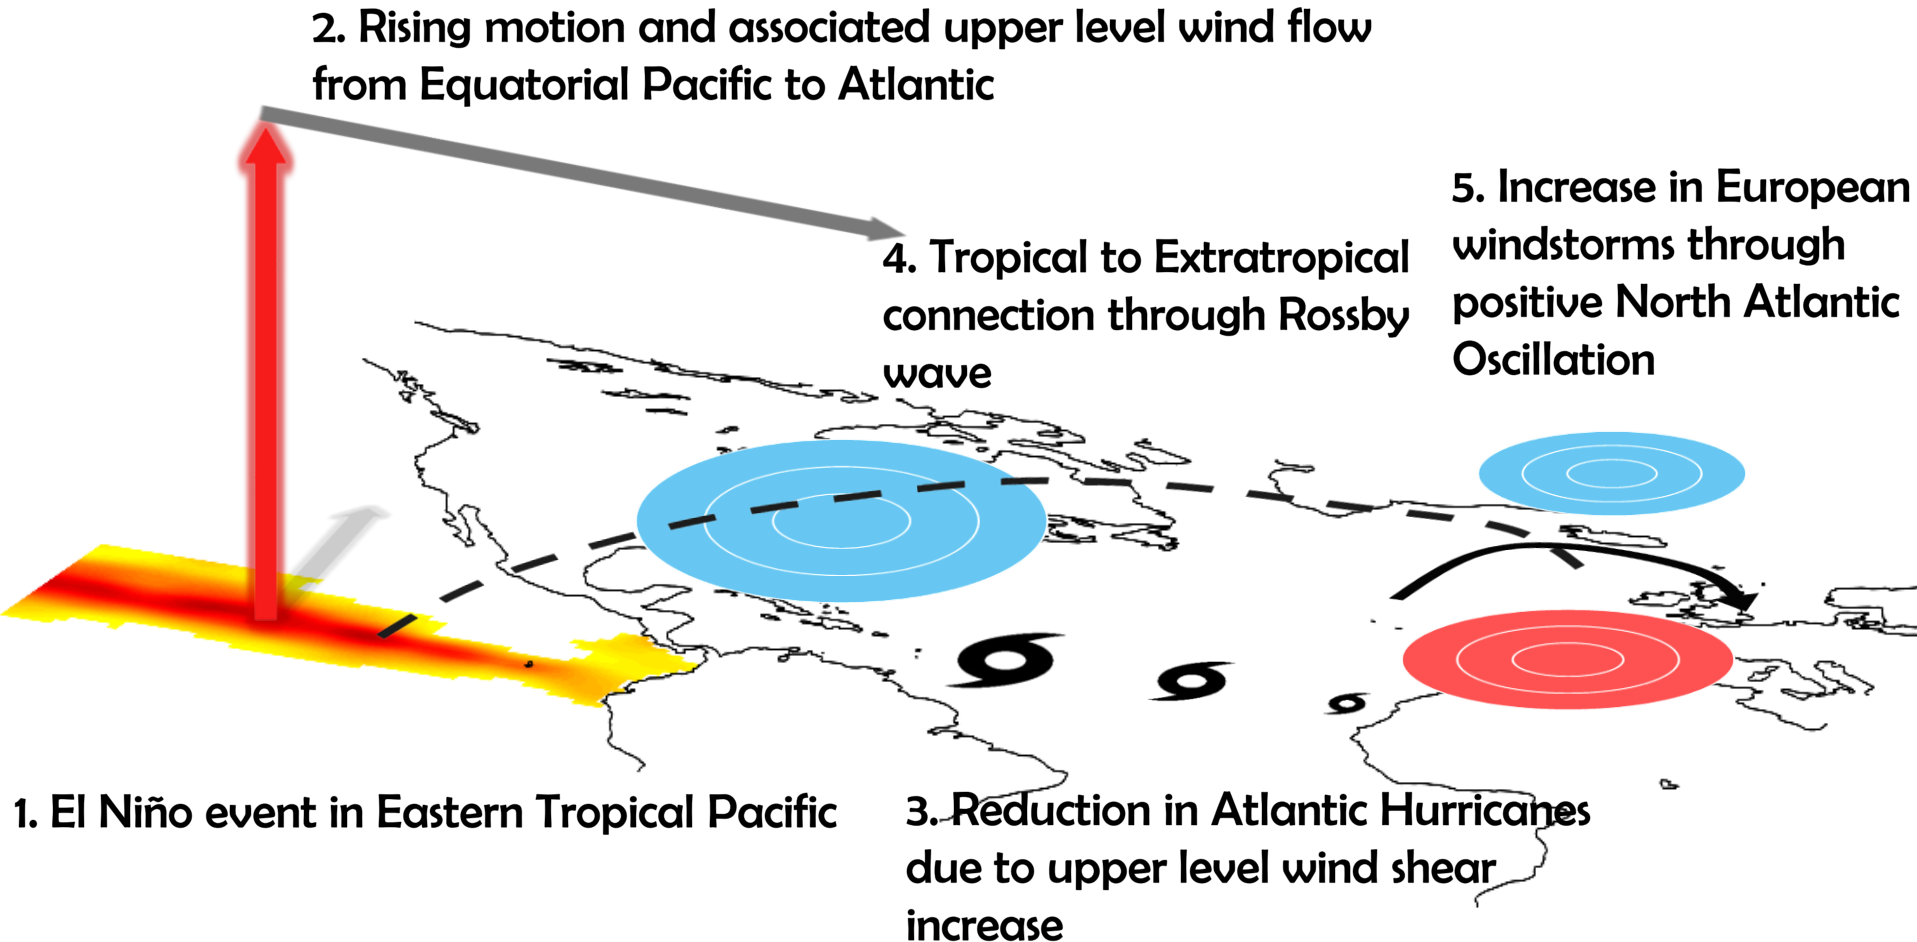 2. Rising motion and associated upper level wind flow
from Equatorial Pacific to Atlantic
5. Increase in European
windstorms through
positive North Atlantic
Oscillation
4. Tropical to Extratropical
connection through Rossby
wave
1. El Niño event in Eastern Tropical Pacific
3. Reduction in Atlantic Hurricanes
due to upper level wind shear
increase